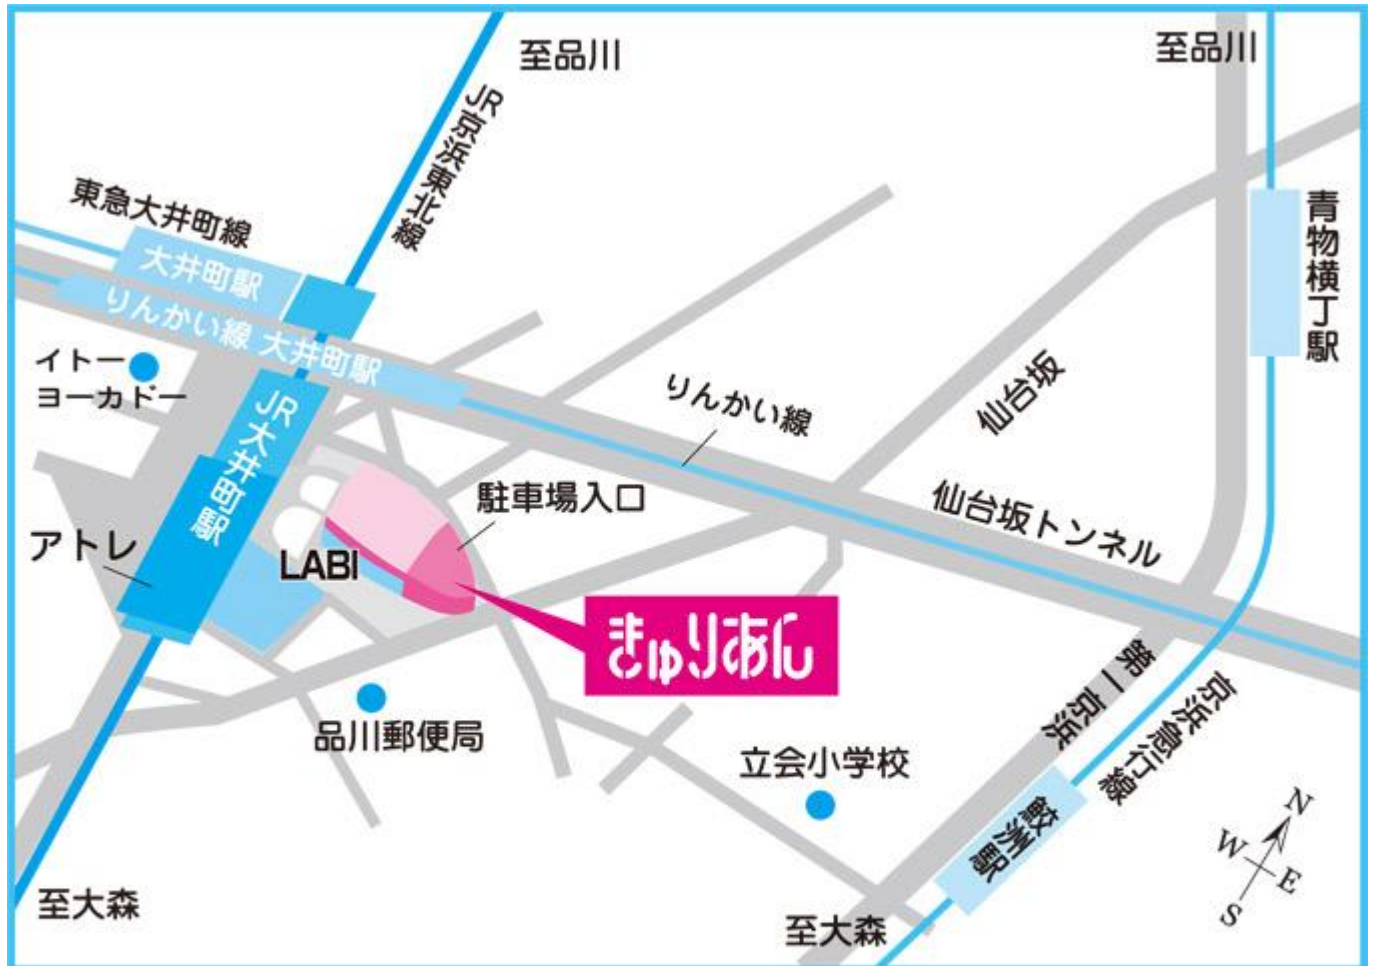 至品川
至品川
JR京浜東北線
東急大井町線
大井町駅
りんかい線 大井町駅
青物横丁駅
イトー
ヨーカドー
JR大井町駅
りんかい線
仙台坂
駐車場入口
仙台坂トンネル
アトレ
LABI
きゅりあん
第一京浜
京浜急行線
品川郵便局
立会小学校
鮫洲駅
N
W
E
S
至大森
至大森